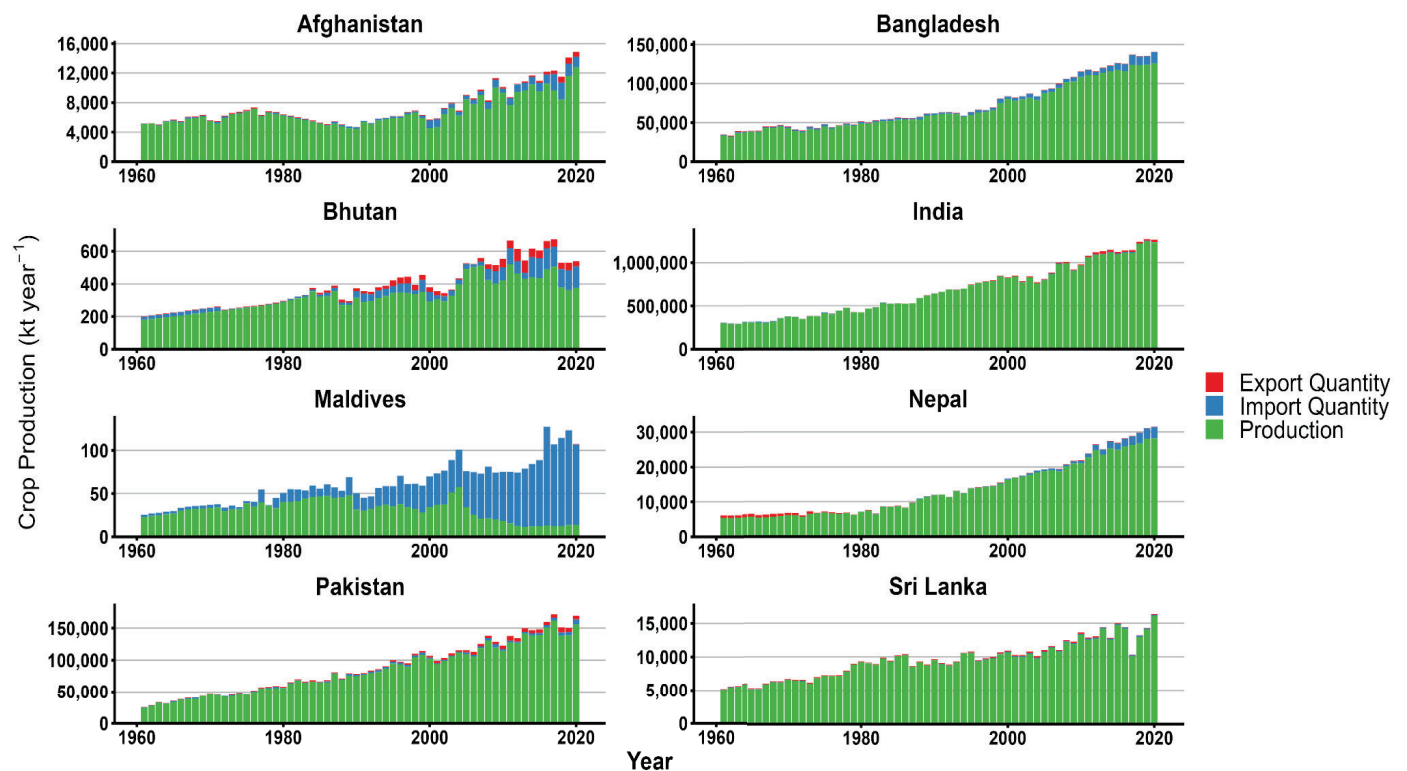 Afghanistan
16,000
12,000
8,000
4,000
0
1960 1980 2000 2020
Bangladesh
150,000
100,000
50,000
0
1960 1980 2000 2020
Bhutan
600
400
200
0
1960 1980 2000 2020
India
1,000,000
500,000
0
1960 1980 2000 2020
Maldives
100
50
0
1960 1980 2000 2020
Nepal
30,000
20,000
10,000
0
1960 1980 2000 2020
Pakistan
150,000
100,000
50,000
0
1960 1980 2000 2020
Sri Lanka
15,000
10,000
5,000
0
1960 1980 2000 2020
Crop Production (kt year⁻¹)
Year
Export Quantity
Import Quantity
Production